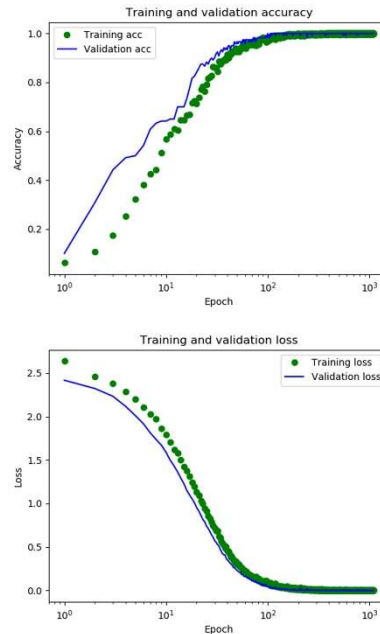 Training and validation accuracy
1.0
Training acc
Validation acc
0.8
0.6
0.4
0.2
Accuracy
10⁰
10¹
10²
10³
Epoch
Training and validation loss
Training loss
Validation loss
2.5
2.0
1.5
1.0
0.5
0.0
Loss
10⁰
10¹
10²
10³
Epoch